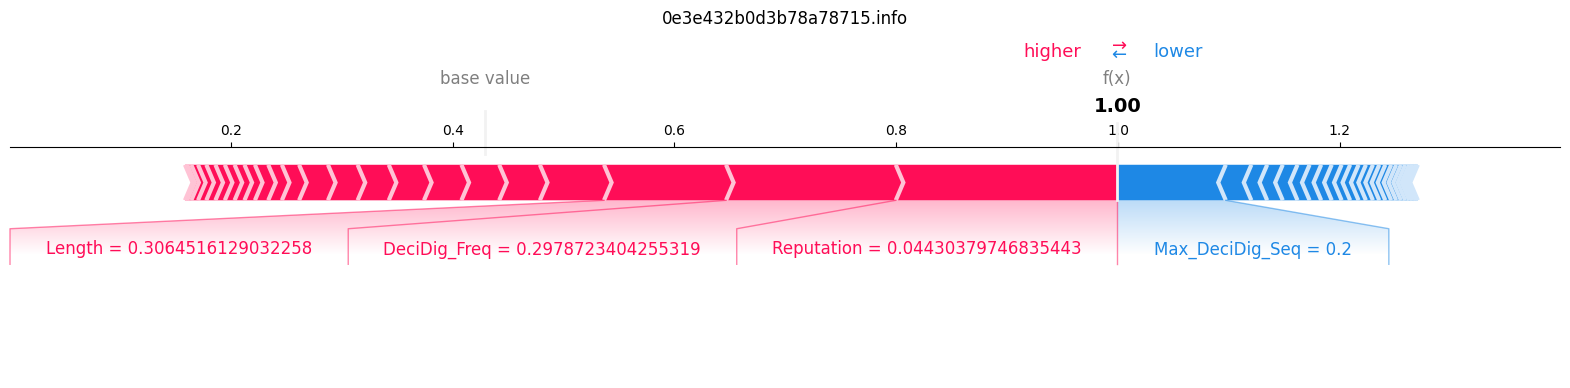 0e3e432b0d3b78a78715.info
higher ⇄ lower
base value f(x)
1.00
0.2 0.4 0.6 0.8 1 0 1.2
Length = 0.3064516129032258 DeciDig_Freq = 0.2978723404255319 Reputation = 0.04430379746835443 Max_DeciDig_Seq = 0.2